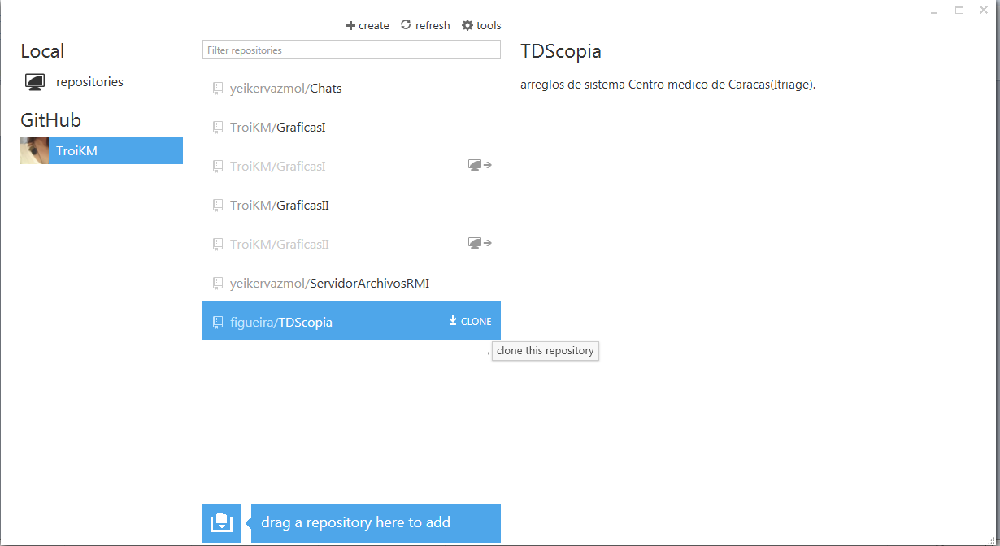 create refresh tools
Local
repositories
GitHub
TroiKM
Filter repositories
yeikervazmol/Chats
TroiKM/GraficasI
TroiKM/GraficasI
TroiKM/GraficasII
TroiKM/GraficasII
yeikervazmol/ServidorArchivosRMI
figueira/TDScopia CLONE
clone this repository
drag a repository here to add
TDScopia
arreglos de sistema Centro medico de Caracas(Itriage).